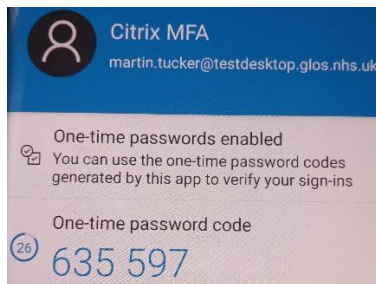 Citrix MFA
martin.tucker@testdesktop.glos.nhs.uk
One-time passwords enabled
You can use the one-time password codes
generated by this app to verify your sign-ins
One-time password code
26
635 597